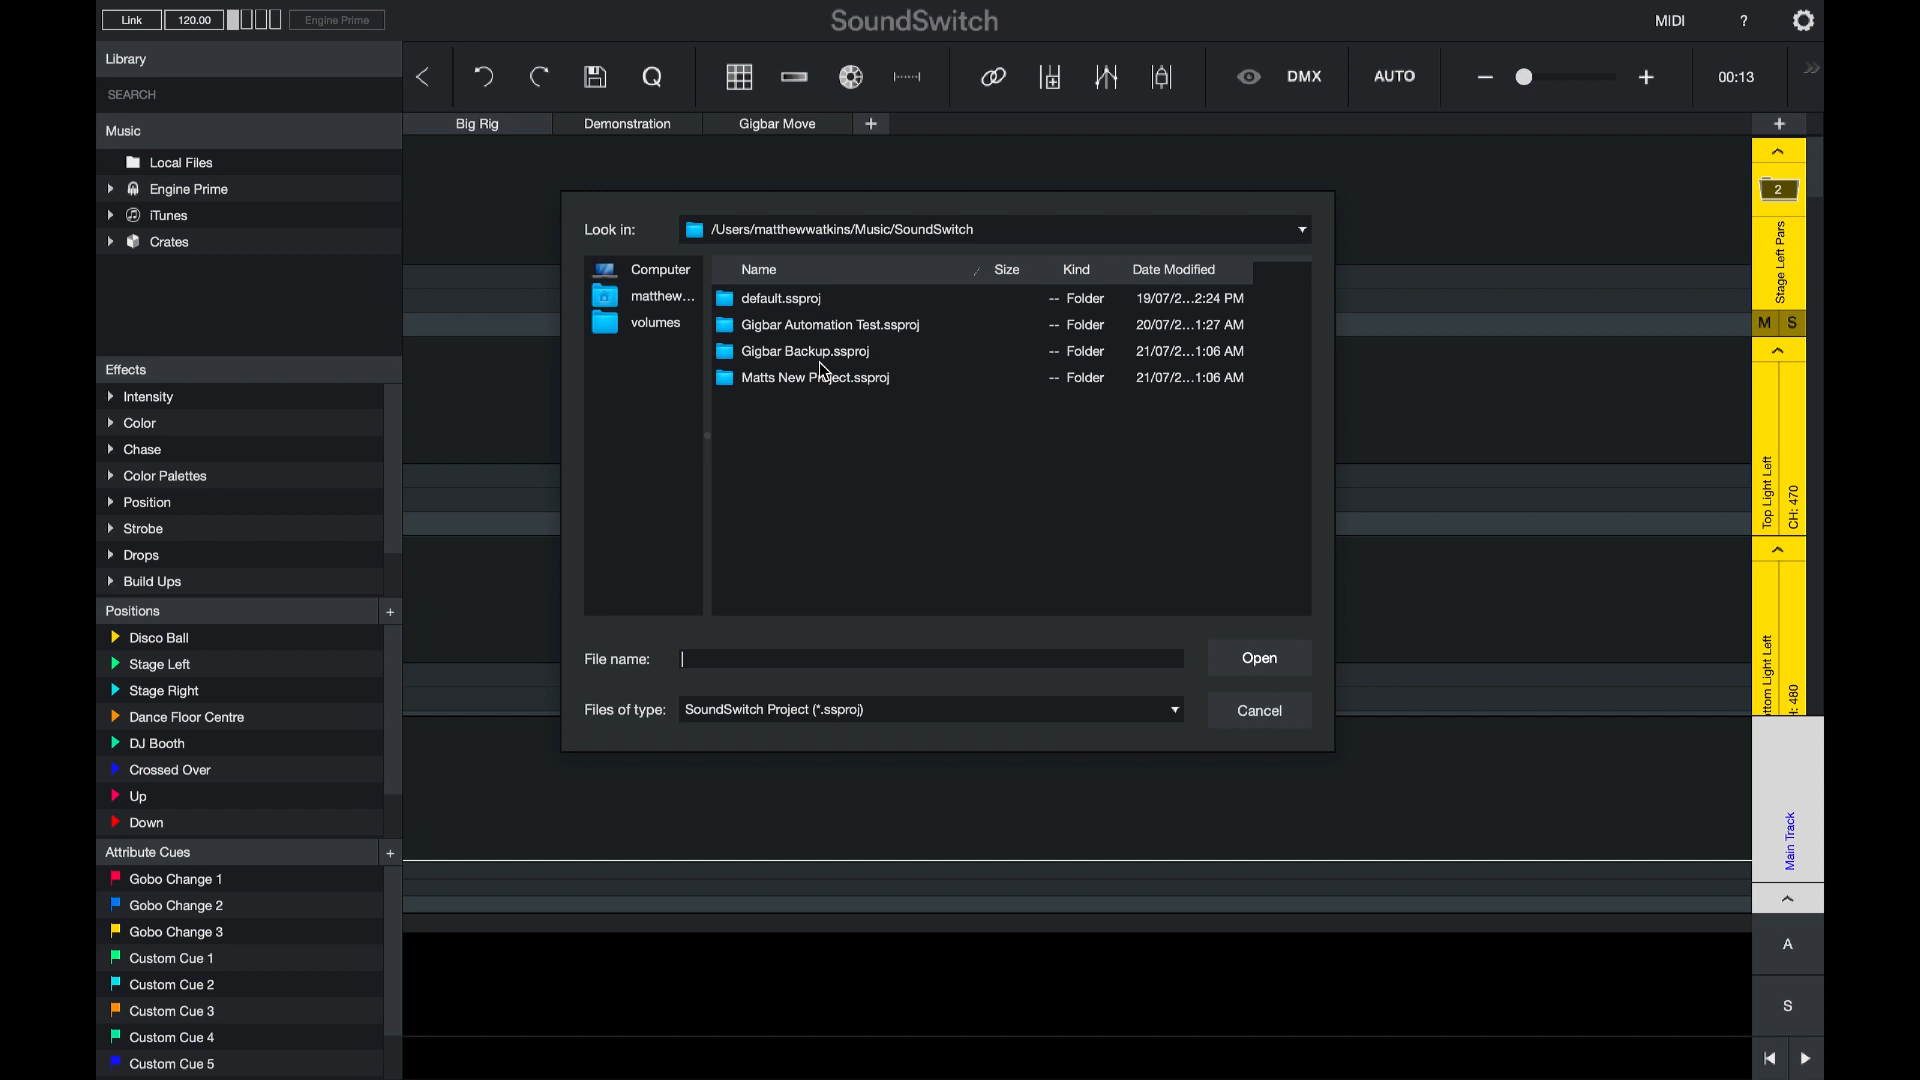 Link 120.00 Engine Prime SoundSwitch MIDI ?
Library
SEARCH
Q DMX AUTO 00:13
Music
Big Rig Demonstration Gigbar Move + +
Local Files
Engine Prime
iTunes
Crates
Look in: /Users/matthewwatkins/Music/SoundSwitch
Computer
matthew...
volumes
Name Size Kind Date Modified
default.ssproj -- Folder 19/07/2...2:24 PM
Gigbar Automation Test.ssproj -- Folder 20/07/2...1:27 AM
Gigbar Backup.ssproj -- Folder 21/07/2...1:06 AM
Matts New Project.ssproj -- Folder 21/07/2...1:06 AM
File name:
Open
Files of type: SoundSwitch Project (*.ssproj)
Cancel
Effects
Intensity
Color
Chase
Color Palettes
Position
Strobe
Drops
Build Ups
Positions +
Disco Ball
Stage Left
Stage Right
Dance Floor Centre
DJ Booth
Crossed Over
Up
Down
Attribute Cues +
Gobo Change 1
Gobo Change 2
Gobo Change 3
Custom Cue 1
Custom Cue 2
Custom Cue 3
Custom Cue 4
Custom Cue 5
2
Stage Left Pars
M S
Top Light Left
CH: 470
ttom Light Left
H: 480
Main Track
A
S